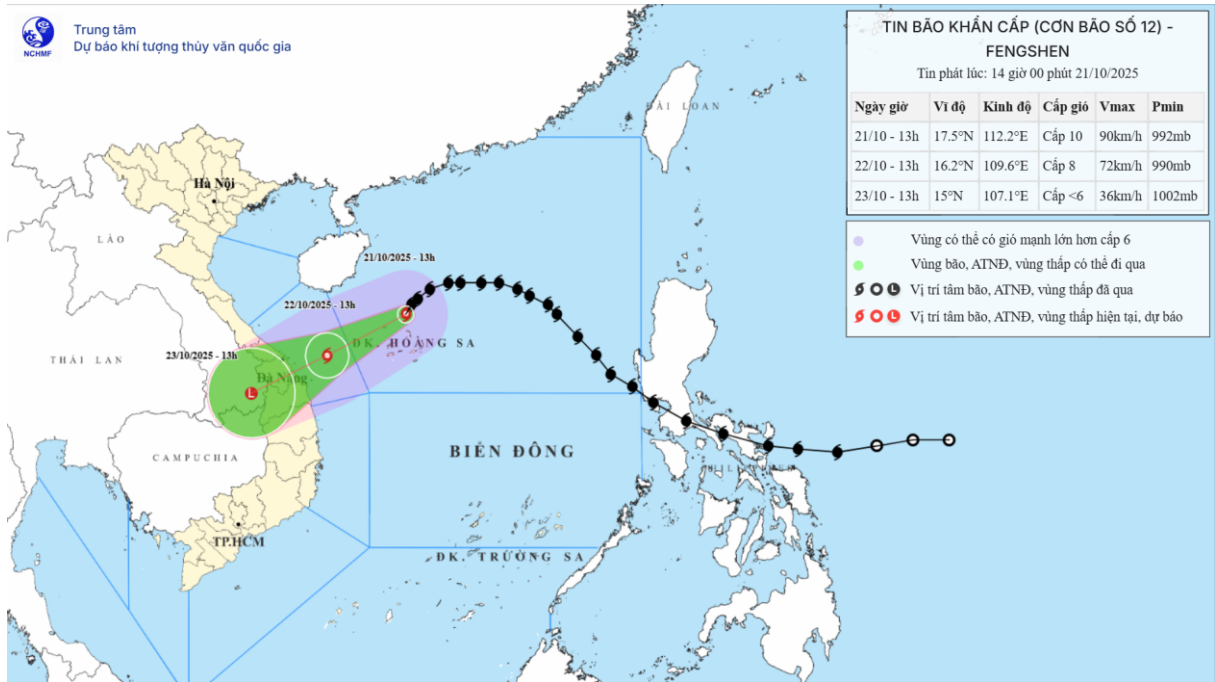 Trung tâm
Dự báo khí tượng thủy văn quốc gia
NCHMF
TIN BÃO KHẨN CẤP (CƠN BÃO SỐ 12) -
FENGSHEN
Tin phát lúc: 14 giờ 00 phút 21/10/2025
Ngày giờ Vĩ độ Kinh độ Cấp gió Vmax Pmin
21/10 - 13h 17.5°N 112.2°E Cấp 10 90km/h 992mb
22/10 - 13h 16.2°N 109.6°E Cấp 8 72km/h 990mb
23/10 - 13h 15°N 107.1°E Cấp <6 36km/h 1002mb
Vùng có thể có gió mạnh lớn hơn cấp 6
Vùng bão, ATNĐ, vùng thấp có thể đi qua
L Vị trí tâm bão, ATNĐ, vùng thấp đã qua
L Vị trí tâm bão, ATNĐ, vùng thấp hiện tại, dự báo
ĐÀI LOAN
Hà Nội
LÀO
21/10/2025 - 13h
22/10/2025 - 13h
ĐK. HOÀNG SA
23/10/2025 - 13h
THÁI LAN
Đà Nẵng
L
BIỂN ĐÔNG
CAMPUCHIA
TP.HCM
ĐK. TRƯỜNG SA